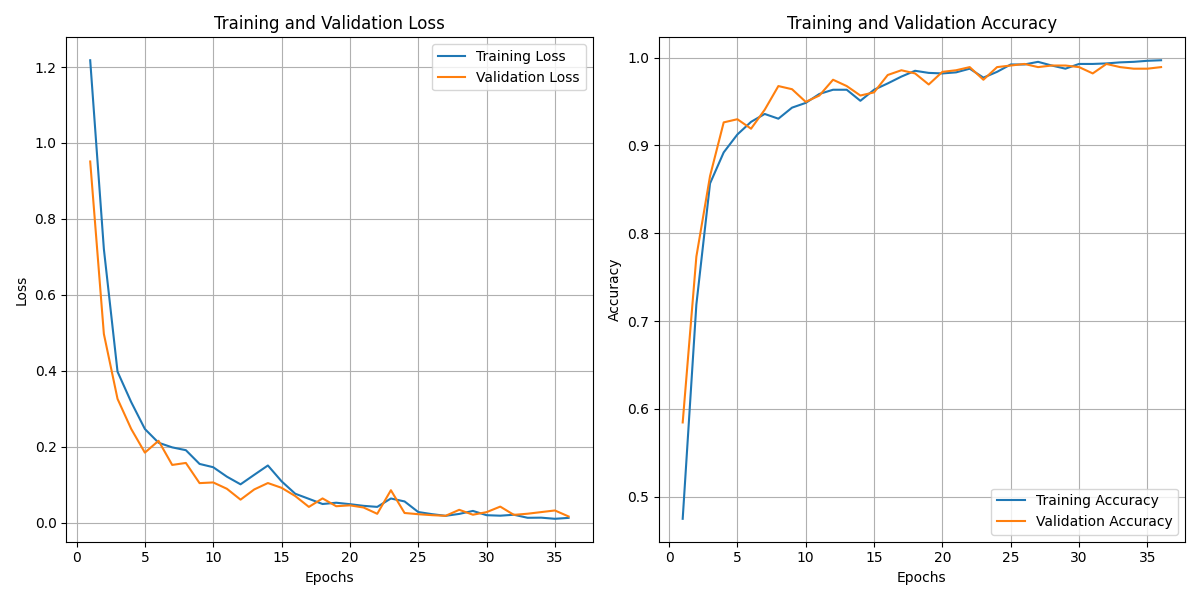 Training and Validation Loss
Training Loss
Validation Loss
1.2
1.0
0.8
0.6
0.4
0.2
0.0
Loss
0 5 10 15 20 25 30 35
Epochs
Training and Validation Accuracy
1.0
0.9
0.8
0.7
0.6
0.5
Accuracy
Training Accuracy
Validation Accuracy
0 5 10 15 20 25 30 35
Epochs